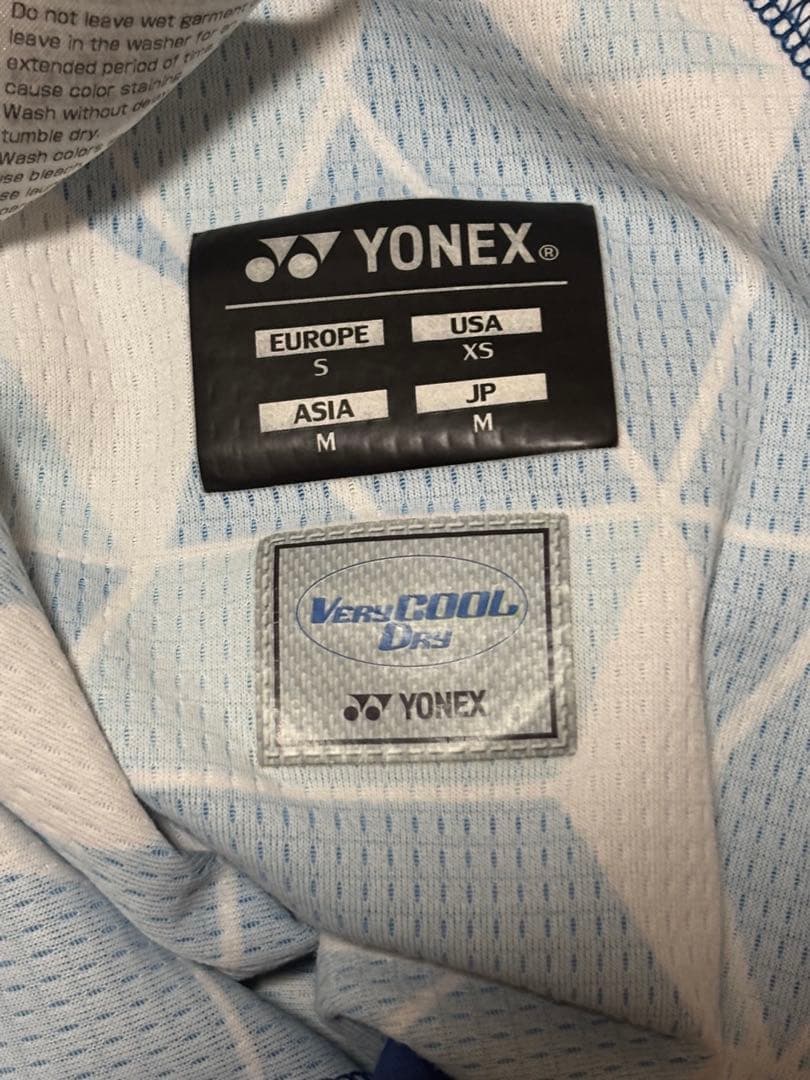 Do not leave wet garment
leave in the washer for
extended period of time
cause color staining
Wash without
tumble dry.
Wash colors
YONEX®
EUROPE USA
S XS
ASIA JP
M M
VERY COOL
DRY
YONEX